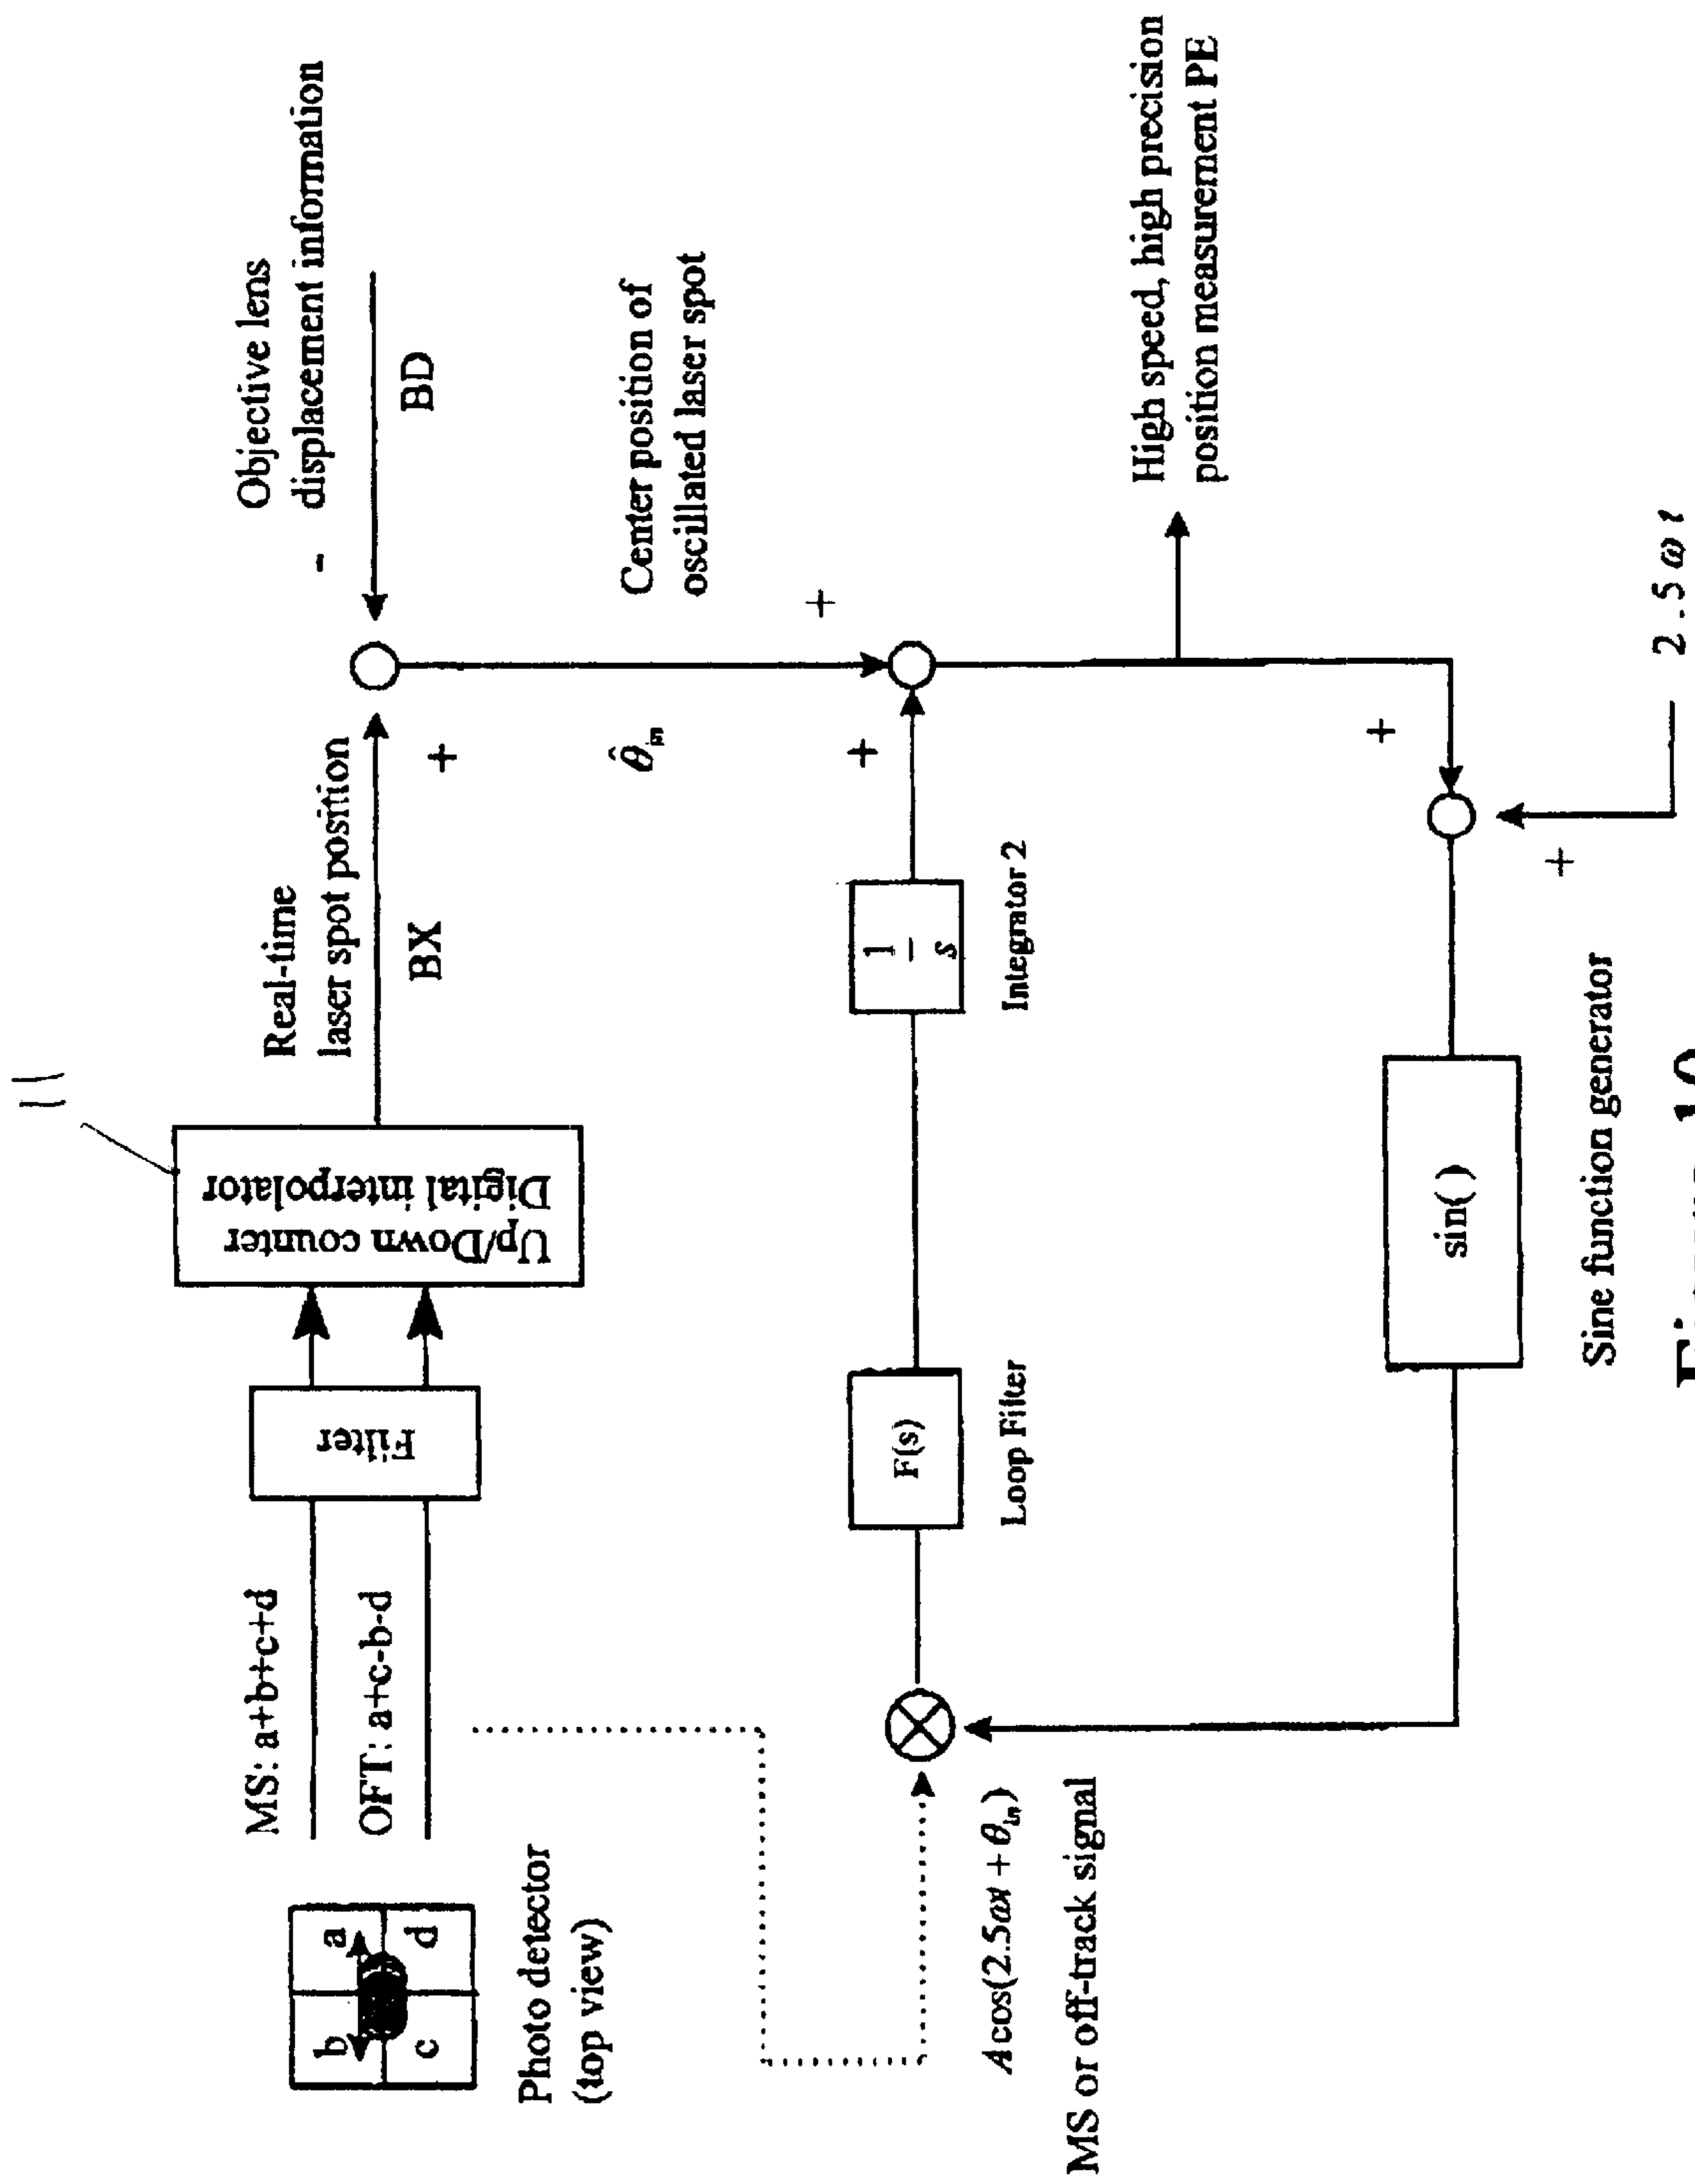 11
Objective lens
displacement information
-
BD
Real-time
laser spot position
BX
+
MS: a+b+c+d
OFT: a+c-b-d
Filter
Up/Down counter
Digital interpolator
b
a
c
d
Photo detector
(top view)
Center position of
oscillated laser spot
θ̂in
+
+
High speed, high precision
position measurement PE
1
s
Integrator 2
F(s)
Loop Filter
A cos(2.5ωt + θin)
MS or off-track signal
+
+
2.5ωt
sin( )
Sine function generator